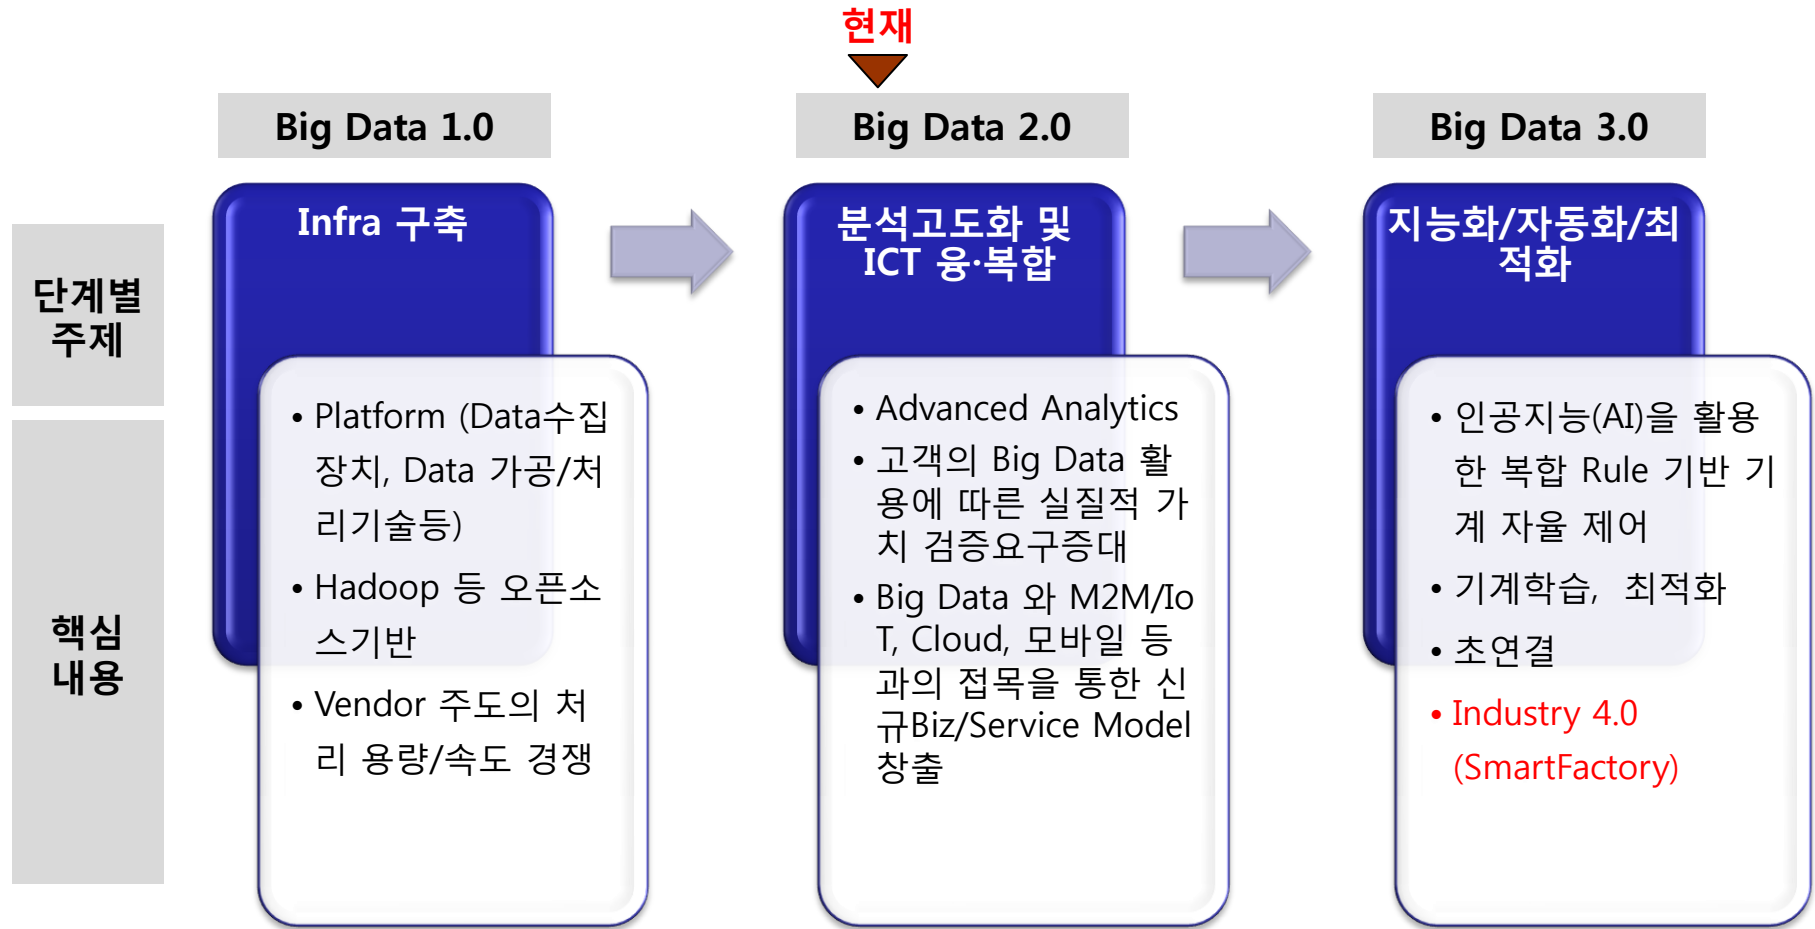 현재
Big Data 1.0
Big Data 2.0
Big Data 3.0
단계별
주제
Infra 구축
분석고도화 및
ICT 융·복합
지능화/자동화/최
적화
핵심
내용
• Platform (Data수집
장치, Data 가공/처
리기술등)
• Hadoop 등 오픈소
스기반
• Vendor 주도의 처
리 용량/속도 경쟁
• Advanced Analytics
• 고객의 Big Data 활
용에 따른 실질적 가
치 검증요구증대
• Big Data 와 M2M/Io
T, Cloud, 모바일 등
과의 접목을 통한 신
규Biz/Service Model
창출
• 인공지능(AI)을 활용
한 복합 Rule 기반 기
계 자율 제어
• 기계학습, 최적화
• 초연결
• Industry 4.0
(SmartFactory)